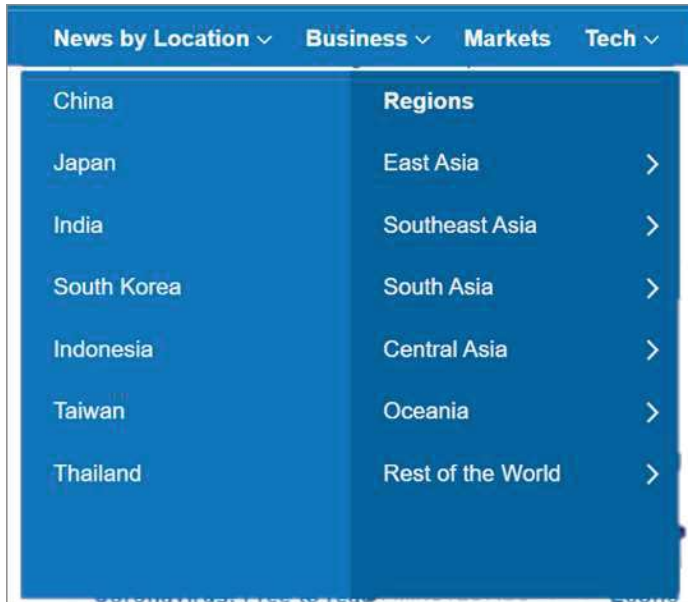 News by Location Business Markets Tech
China
Japan
India
South Korea
Indonesia
Taiwan
Thailand
Regions
East Asia
Southeast Asia
South Asia
Central Asia
Oceania
Rest of the World